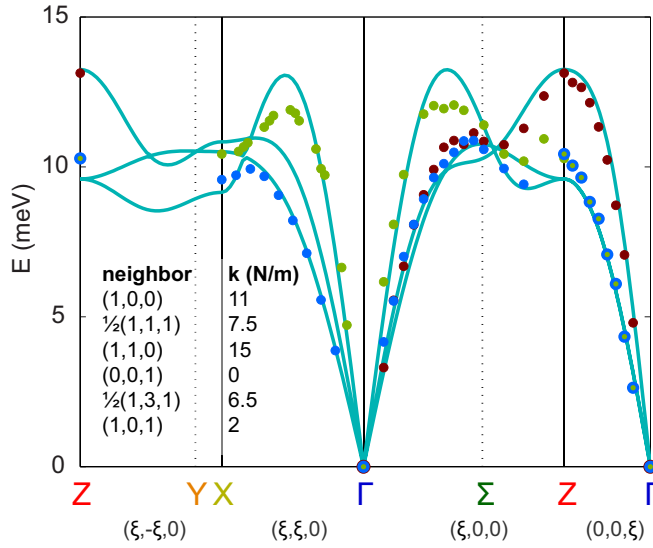 15
10
5
0
E (meV)
neighbor k (N/m)
(1,0,0) 11
½(1,1,1) 7.5
(1,1,0) 15
(0,0,1) 0
½(1,3,1) 6.5
(1,0,1) 2
Z Y X Γ Σ Z Γ
(ξ,-ξ,0) (ξ,ξ,0) (ξ,0,0) (0,0,ξ)